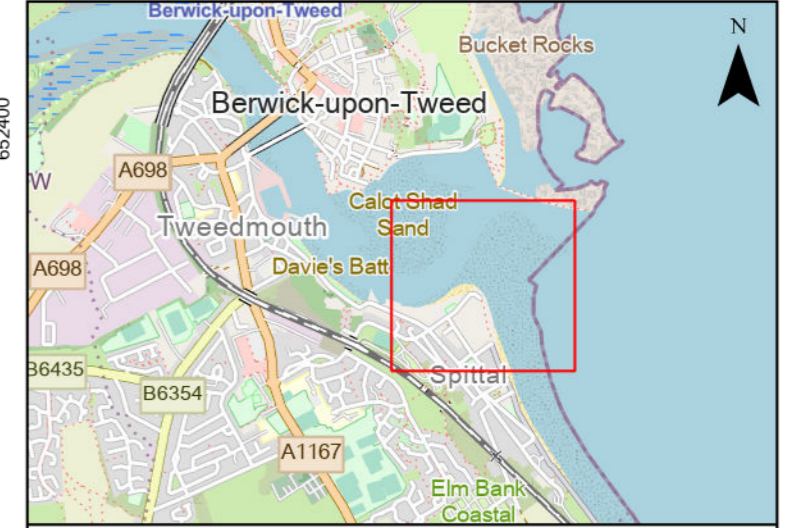 Berwick-upon-Tweed
Bucket Rocks
N
652400
Berwick-upon-Tweed
A698
W
Calot Shad
Sand
Tweedmouth
A698
Davie's Batt
B6435
Spittal
B6354
A1167
Elm Bank
Coastal